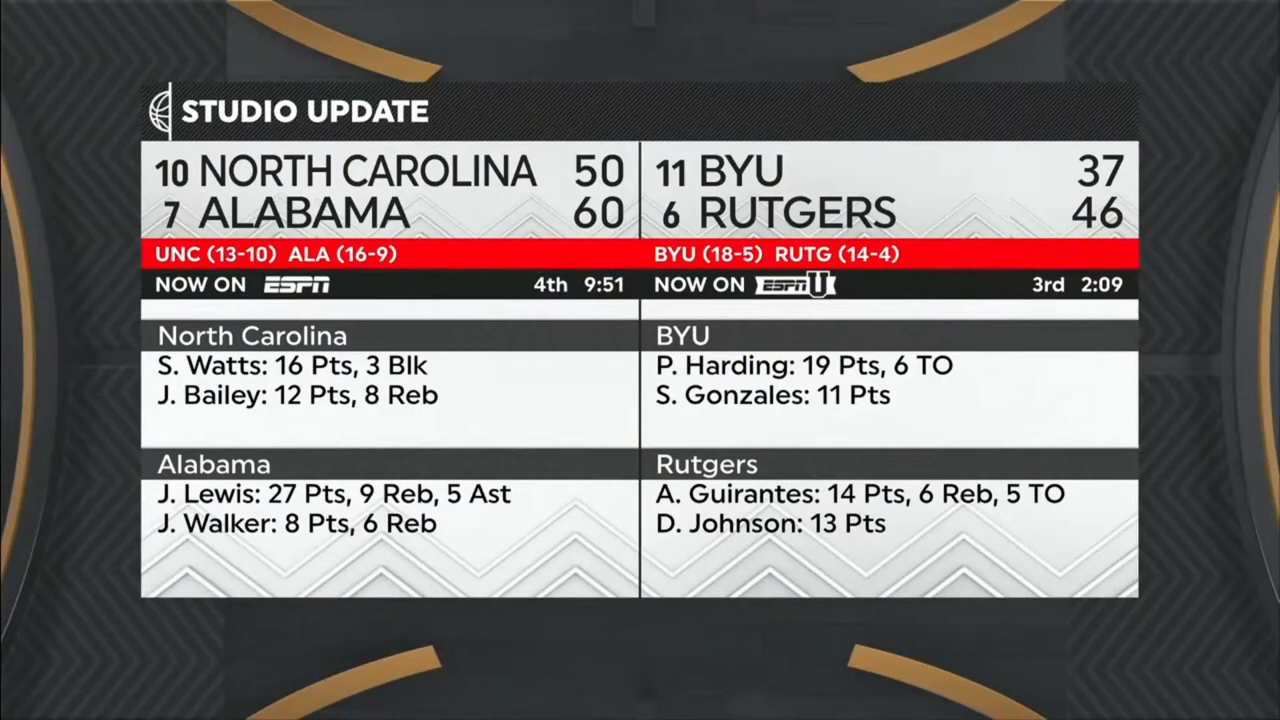 STUDIO UPDATE
10 NORTH CAROLINA 50
7 ALABAMA 60
UNC (13-10) ALA (16-9)
NOW ON ESPN 4th 9:51
North Carolina
S. Watts: 16 Pts, 3 Blk
J. Bailey: 12 Pts, 8 Reb
Alabama
J. Lewis: 27 Pts, 9 Reb, 5 Ast
J. Walker: 8 Pts, 6 Reb
11 BYU 37
6 RUTGERS 46
BYU (18-5) RUTG (14-4)
NOW ON ESPN U 3rd 2:09
BYU
P. Harding: 19 Pts, 6 TO
S. Gonzales: 11 Pts
Rutgers
A. Guirantes: 14 Pts, 6 Reb, 5 TO
D. Johnson: 13 Pts